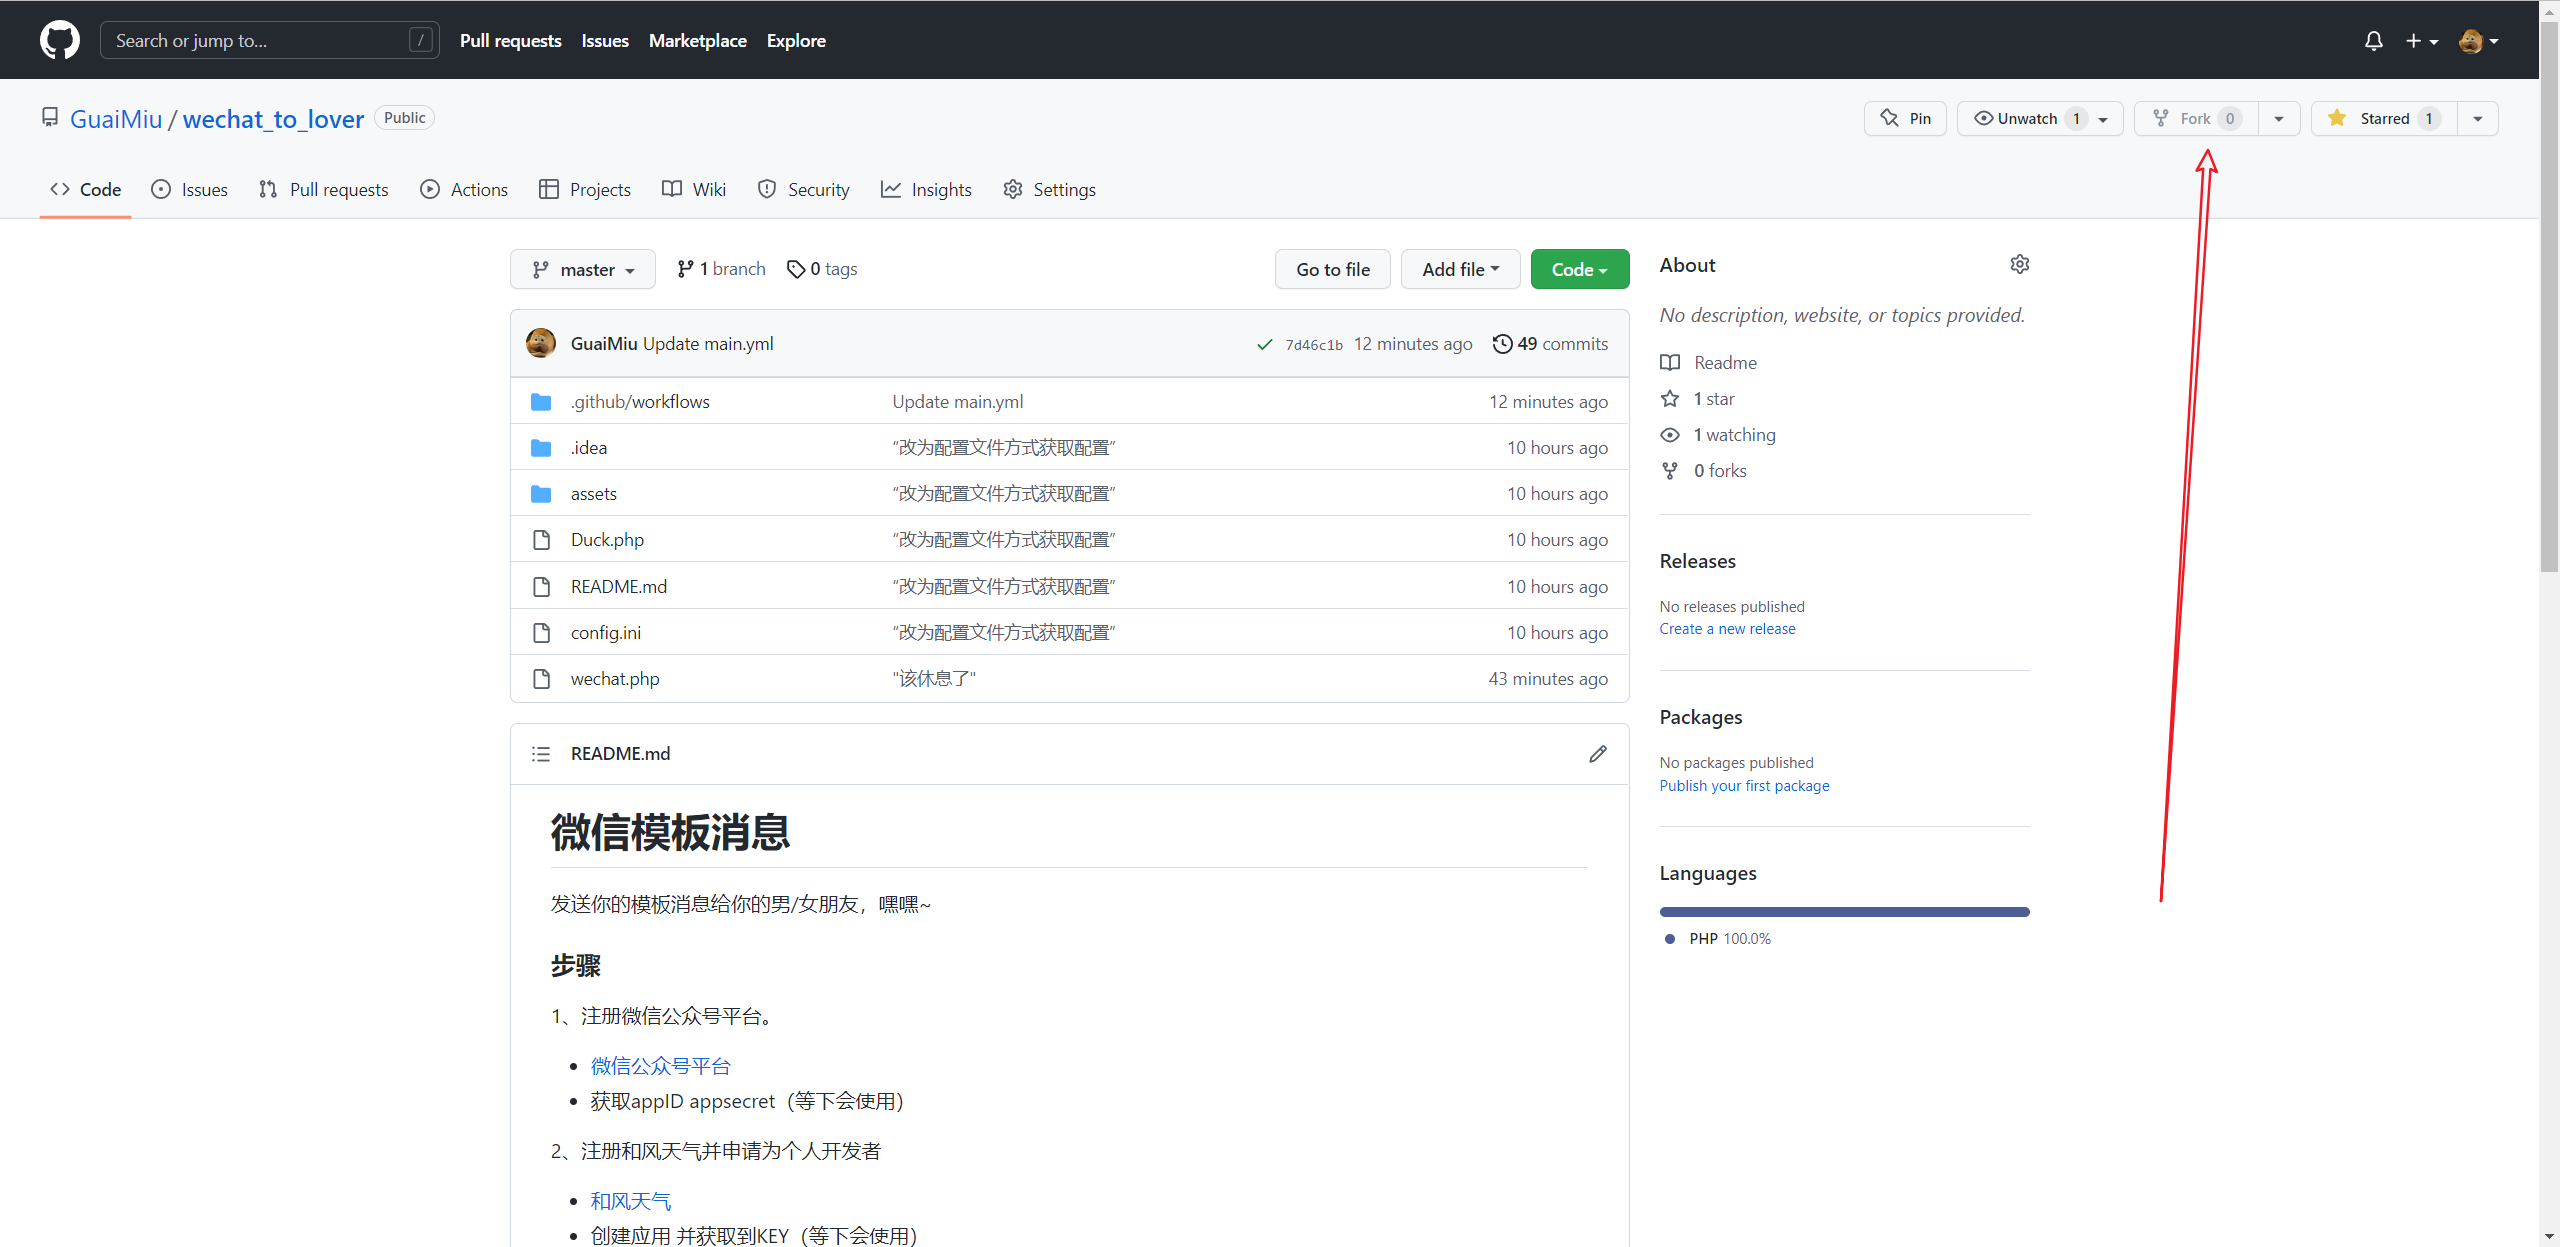 Search or jump to... /
Pull requests Issues Marketplace Explore
GuaiMiu / wechat_to_lover Public
Pin Unwatch 1 Fork 0 Starred 1
Code Issues Pull requests Actions Projects Wiki Security Insights Settings
master 1 branch 0 tags Go to file Add file Code
GuaiMiu Update main.yml 7d46c1b 12 minutes ago 49 commits
.github/workflows Update main.yml 12 minutes ago
.idea “改为配置文件方式获取配置” 10 hours ago
assets “改为配置文件方式获取配置” 10 hours ago
Duck.php “改为配置文件方式获取配置” 10 hours ago
README.md “改为配置文件方式获取配置” 10 hours ago
config.ini “改为配置文件方式获取配置” 10 hours ago
wechat.php "该休息了" 43 minutes ago
README.md
微信模板消息
发送你的模板消息给你的男/女朋友，嘿嘿~
步骤
1、注册微信公众号平台。
微信公众号平台
获取appID appsecret（等下会使用）
2、注册和风天气并申请为个人开发者
和风天气
创建应用 并获取到KEY（等下会使用）
About
No description, website, or topics provided.
Readme
1 star
1 watching
0 forks
Releases
No releases published
Create a new release
Packages
No packages published
Publish your first package
Languages
PHP 100.0%